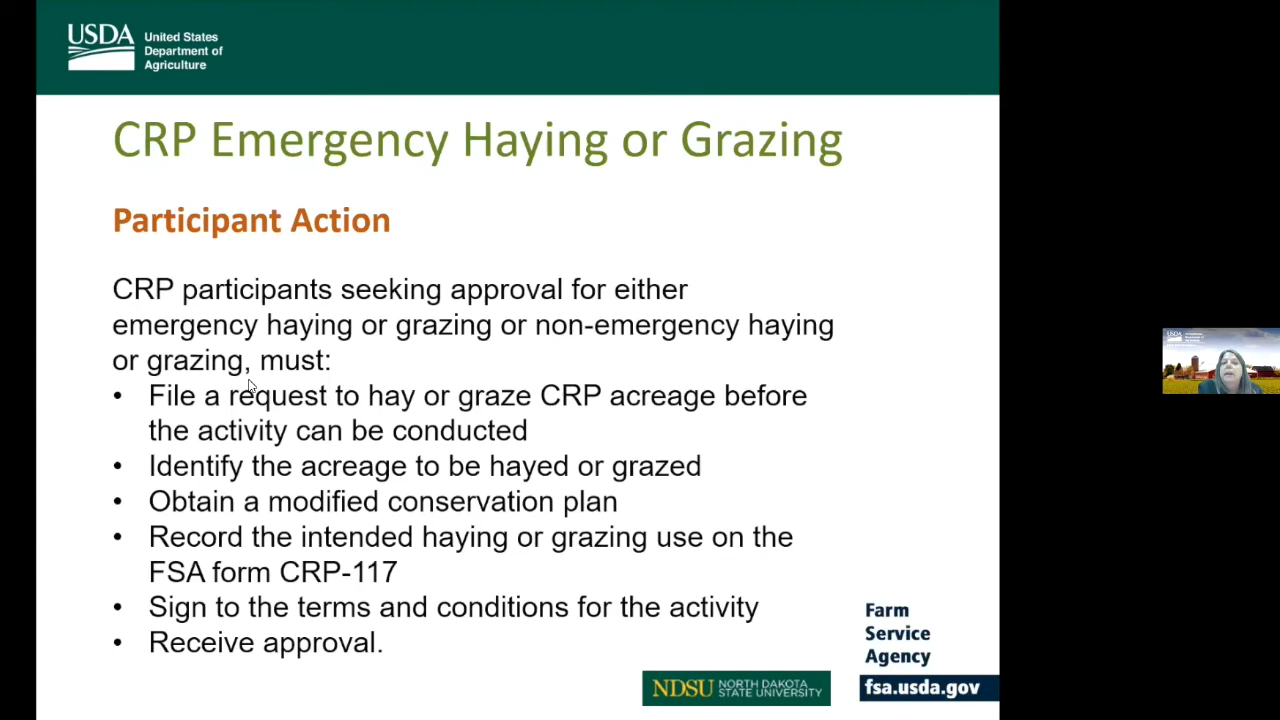 USDA
United States
Department of
Agriculture
CRP Emergency Haying or Grazing
Participant Action
CRP participants seeking approval for either
emergency haying or grazing or non-emergency haying
or grazing, must:
• File a request to hay or graze CRP acreage before
the activity can be conducted
• Identify the acreage to be hayed or grazed
• Obtain a modified conservation plan
• Record the intended haying or grazing use on the
FSA form CRP-117
• Sign to the terms and conditions for the activity
• Receive approval.
Farm
Service
Agency
fsa.usda.gov
NDSU NORTH DAKOTA
STATE UNIVERSITY
USDA